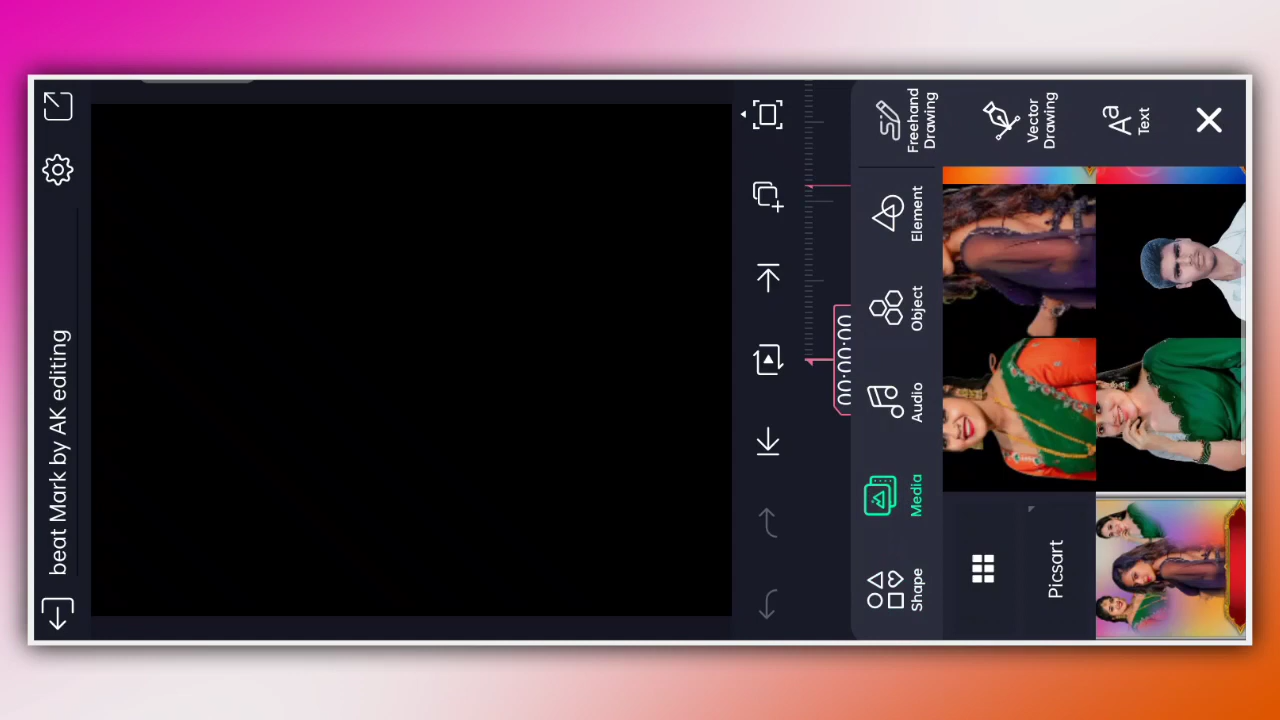 beat Mark by AK editing
00:00:00
Shape
Media
Audio
Object
Element
Freehand
Drawing
Picsart
Vector
Drawing
Aa
Text